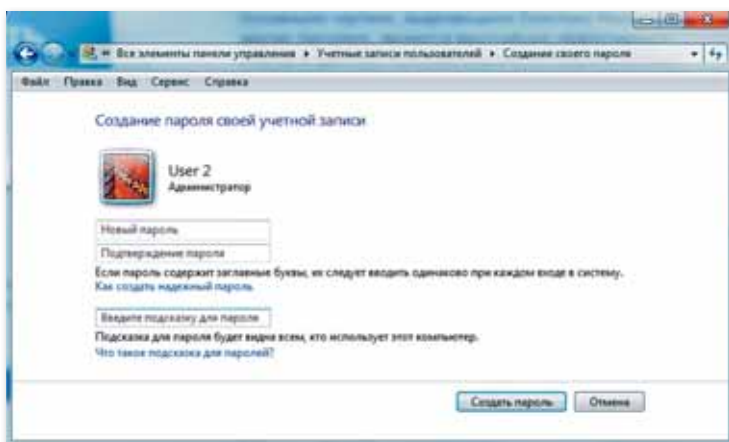 Все элементы панели управления ▸ Учетные записи пользователей ▸ Создание своего пароля
Файл Правка Вид Сервис Справка
Создание пароля своей учетной записи
User 2
Администратор
Новый пароль
Подтверждение пароля
Если пароль содержит заглавные буквы, их следует вводить одинаково при каждом входе в систему.
Как создать надежный пароль
Введите подсказку для пароля
Подсказка для пароля будет видна всем, кто использует этот компьютер.
Что такое подсказка для паролей?
Создать пароль Отмена